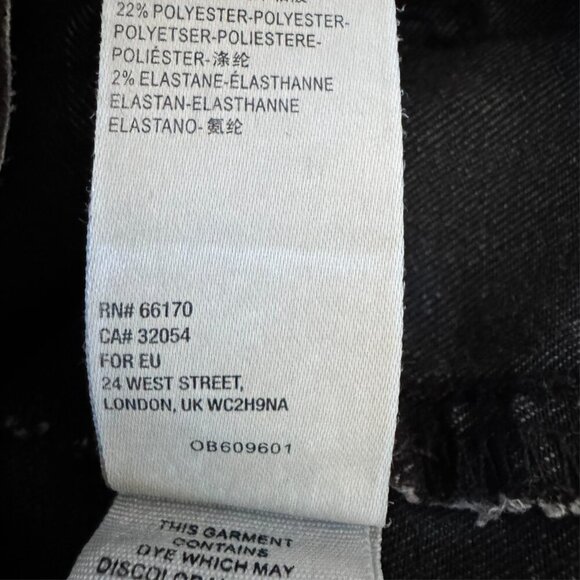 22% POLYESTER-POLYESTER-
POLYETSER-POLIESTERE-
POLIÉSTER-涤纶
2% ELASTANE-ÉLASTHANNE
ELASTAN-ELASTHANNE
ELASTANO-氨纶
RN# 66170
CA# 32054
FOR EU
24 WEST STREET,
LONDON, UK WC2H9NA
OB609601
THIS GARMENT
CONTAINS
DYE WHICH MAY